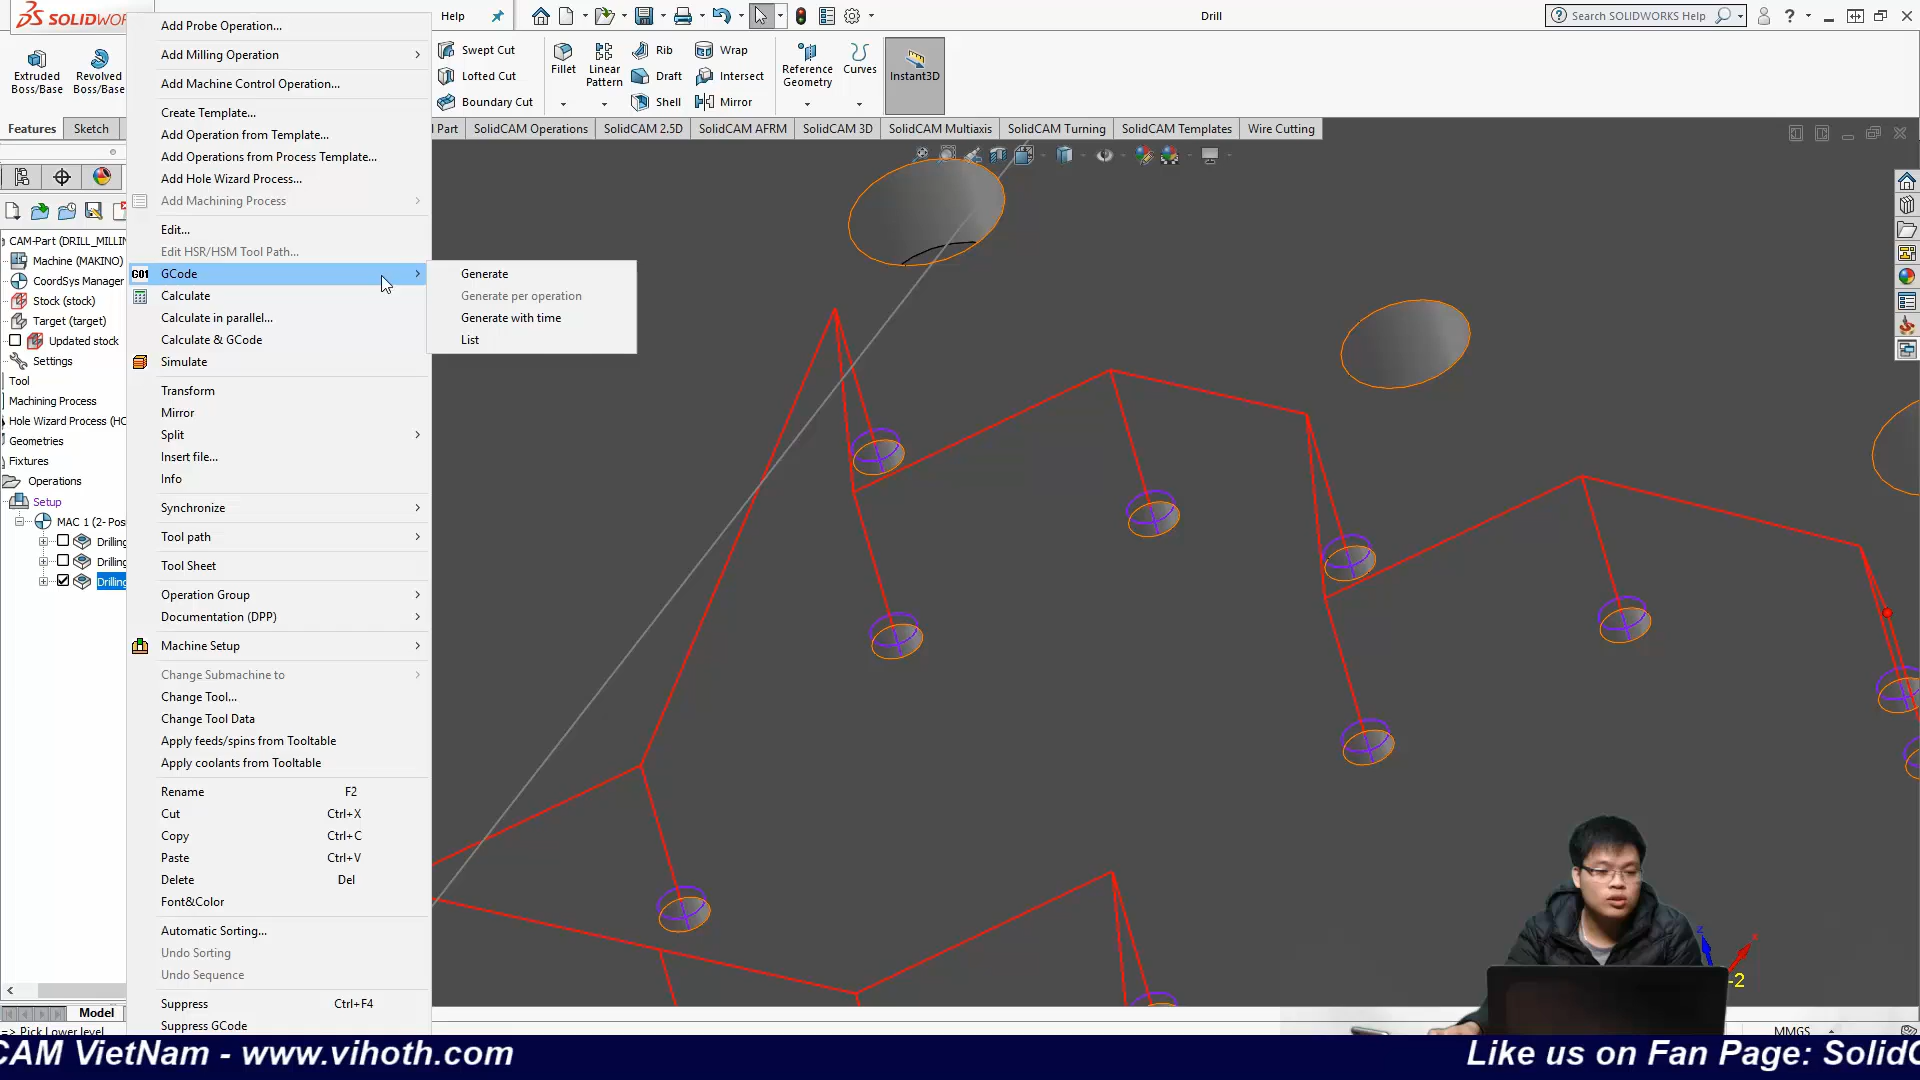 SOLIDWO
Help
Drill
Search SOLIDWORKS Help
Extruded Boss/Base
Revolved Boss/Base
Swept Cut
Lofted Cut
Boundary Cut
Fillet
Linear Pattern
Rib
Draft
Shell
Wrap
Intersect
Mirror
Reference Geometry
Curves
Instant3D
Features
Sketch
Part
SolidCAM Operations
SolidCAM 2.5D
SolidCAM AFRM
SolidCAM 3D
SolidCAM Multiaxis
SolidCAM Turning
SolidCAM Templates
Wire Cutting
CAM-Part (DRILL_MILLIN
Machine (MAKINO)
CoordSys Manager
Stock (stock)
Target (target)
Updated stock
Settings
Tool
Machining Process
Hole Wizard Process (HO
Geometries
Fixtures
Operations
Setup
MAC 1 (2- Pos
Drilling
Drilling
Drilling
Model
=> Pick Lower level
Add Probe Operation...
Add Milling Operation
Add Machine Control Operation...
Create Template...
Add Operation from Template...
Add Operations from Process Template...
Add Hole Wizard Process...
Add Machining Process
Edit...
Edit HSR/HSM Tool Path...
G01 GCode
Calculate
Calculate in parallel...
Calculate & GCode
Simulate
Transform
Mirror
Split
Insert file...
Info
Synchronize
Tool path
Tool Sheet
Operation Group
Documentation (DPP)
Machine Setup
Change Submachine to
Change Tool...
Change Tool Data
Apply feeds/spins from Tooltable
Apply coolants from Tooltable
Rename F2
Cut Ctrl+X
Copy Ctrl+C
Paste Ctrl+V
Delete Del
Font&Color
Automatic Sorting...
Undo Sorting
Undo Sequence
Suppress Ctrl+F4
Suppress GCode
Generate
Generate per operation
Generate with time
List
Z
X
-2
MMGS
CAM VietNam - www.vihoth.com
Like us on Fan Page: SolidC